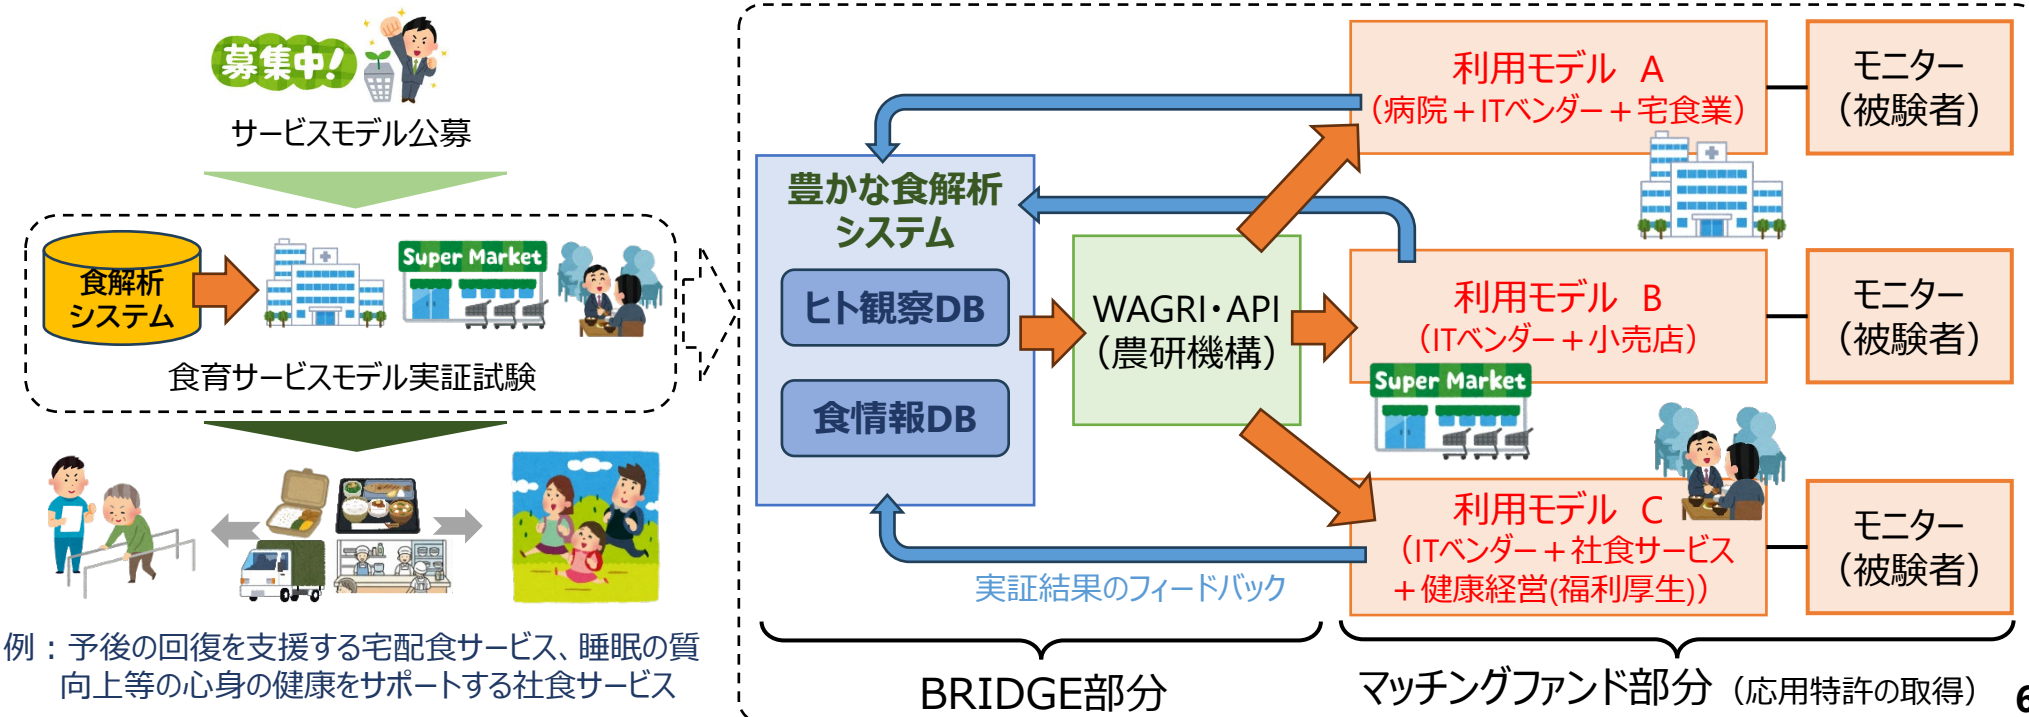 募集中!
サービスモデル公募
食解析
システム
Super Market
食育サービスモデル実証試験
例：予後の回復を支援する宅配食サービス、睡眠の質
向上等の心身の健康をサポートする社食サービス
豊かな食解析
システム
ヒト観察DB
食情報DB
WAGRI・API
（農研機構）
利用モデル A
（病院＋ITベンダー＋宅食業）
モニター
（被験者）
利用モデル B
（ITベンダー＋小売店）
Super Market
モニター
（被験者）
利用モデル C
（ITベンダー＋社食サービス
＋健康経営(福利厚生)）
モニター
（被験者）
実証結果のフィードバック
BRIDGE部分
マッチングファンド部分（応用特許の取得）
6